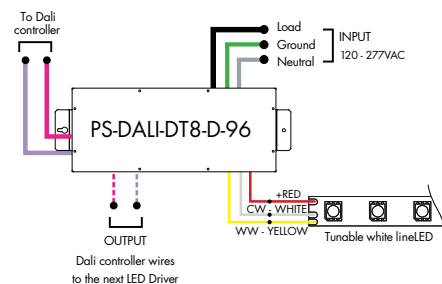 To Dali
controller
Load
Ground
Neutral
INPUT
120 - 277VAC
PS-DALI-DT8-D-96
+RED
CW - WHITE
WW - YELLOW
Tunable white lineLED
OUTPUT
Dali controller wires
to the next LED Driver